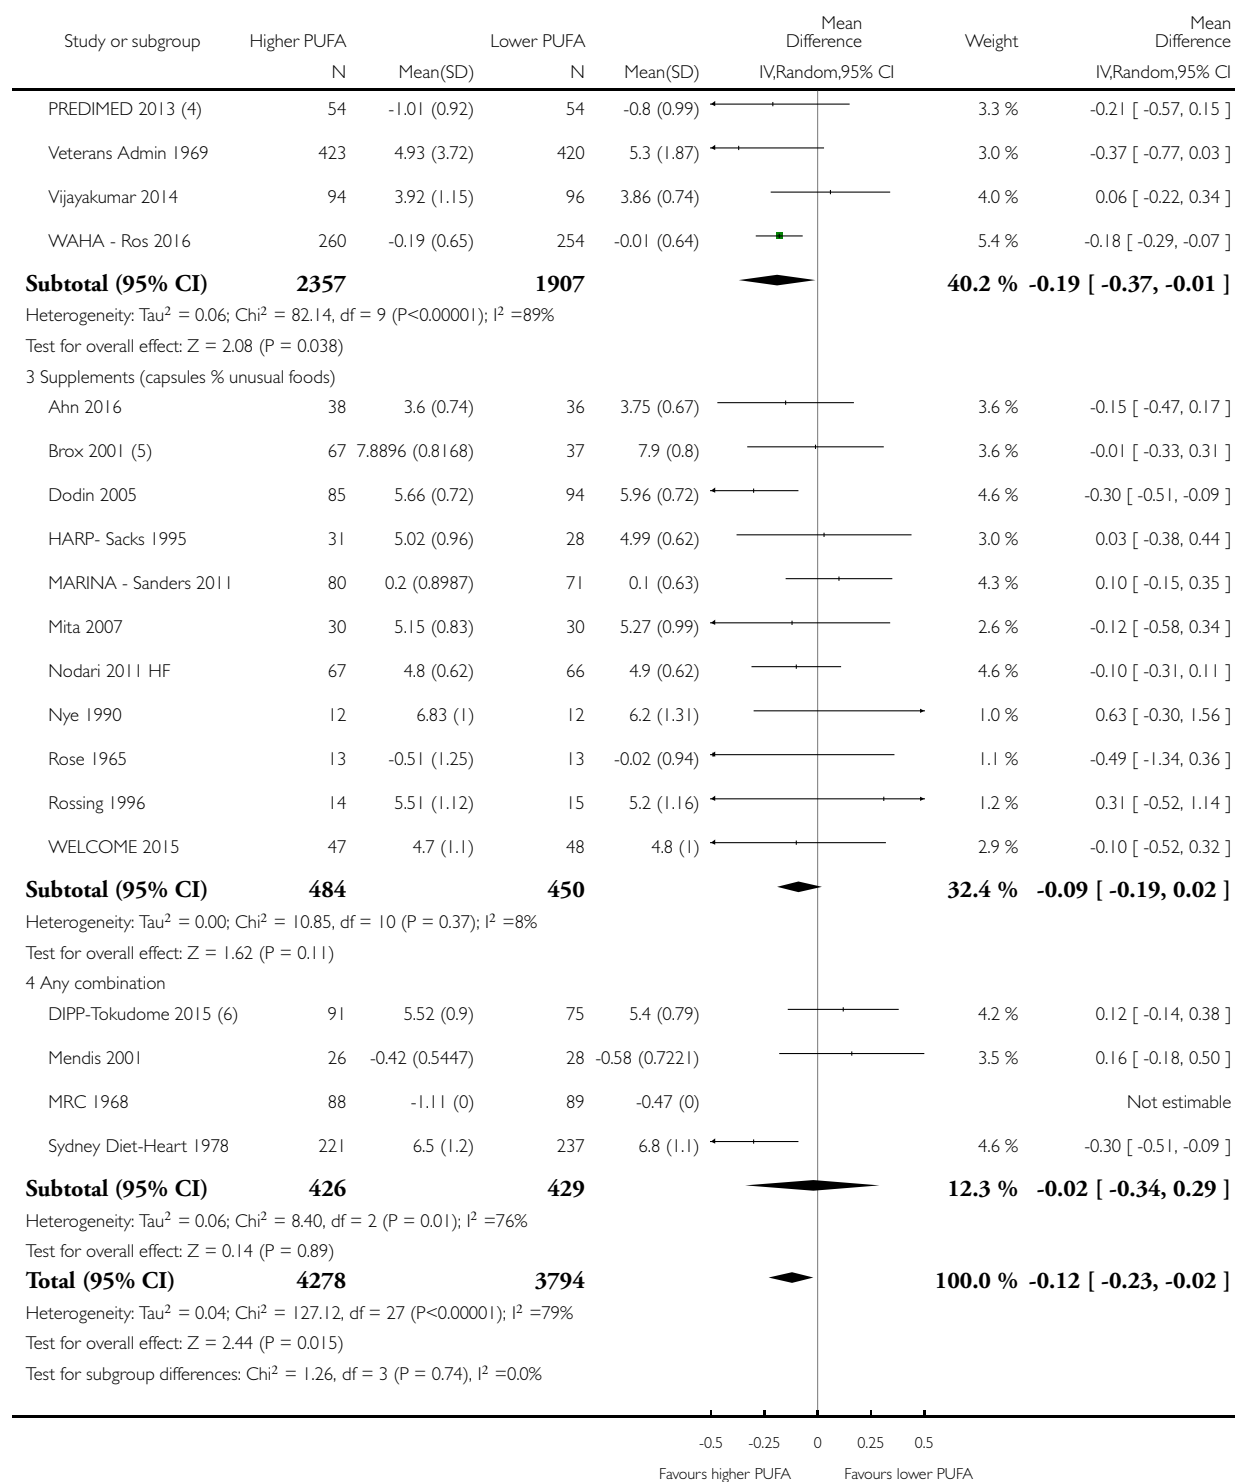 Study or subgroup Higher PUFA Lower PUFA Mean Difference Weight Mean Difference
N Mean(SD) N Mean(SD) IV,Random,95% CI IV,Random,95% CI
PREDIMED 2013 (4) 54 -1.01 (0.92) 54 -0.8 (0.99) 3.3 % -0.21 [ -0.57, 0.15 ]
Veterans Admin 1969 423 4.93 (3.72) 420 5.3 (1.87) 3.0 % -0.37 [ -0.77, 0.03 ]
Vijayakumar 2014 94 3.92 (1.15) 96 3.86 (0.74) 4.0 % 0.06 [ -0.22, 0.34 ]
WAHA - Ros 2016 260 -0.19 (0.65) 254 -0.01 (0.64) 5.4 % -0.18 [ -0.29, -0.07 ]
Subtotal (95% CI) 2357 1907 40.2 % -0.19 [ -0.37, -0.01 ]
Heterogeneity: Tau² = 0.06; Chi² = 82.14, df = 9 (P<0.00001); I² =89%
Test for overall effect: Z = 2.08 (P = 0.038)
3 Supplements (capsules % unusual foods)
Ahn 2016 38 3.6 (0.74) 36 3.75 (0.67) 3.6 % -0.15 [ -0.47, 0.17 ]
Brox 2001 (5) 67 7.8896 (0.8168) 37 7.9 (0.8) 3.6 % -0.01 [ -0.33, 0.31 ]
Dodin 2005 85 5.66 (0.72) 94 5.96 (0.72) 4.6 % -0.30 [ -0.51, -0.09 ]
HARP- Sacks 1995 31 5.02 (0.96) 28 4.99 (0.62) 3.0 % 0.03 [ -0.38, 0.44 ]
MARINA - Sanders 2011 80 0.2 (0.8987) 71 0.1 (0.63) 4.3 % 0.10 [ -0.15, 0.35 ]
Mita 2007 30 5.15 (0.83) 30 5.27 (0.99) 2.6 % -0.12 [ -0.58, 0.34 ]
Nodari 2011 HF 67 4.8 (0.62) 66 4.9 (0.62) 4.6 % -0.10 [ -0.31, 0.11 ]
Nye 1990 12 6.83 (1) 12 6.2 (1.31) 1.0 % 0.63 [ -0.30, 1.56 ]
Rose 1965 13 -0.51 (1.25) 13 -0.02 (0.94) 1.1 % -0.49 [ -1.34, 0.36 ]
Rossing 1996 14 5.51 (1.12) 15 5.2 (1.16) 1.2 % 0.31 [ -0.52, 1.14 ]
WELCOME 2015 47 4.7 (1.1) 48 4.8 (1) 2.9 % -0.10 [ -0.52, 0.32 ]
Subtotal (95% CI) 484 450 32.4 % -0.09 [ -0.19, 0.02 ]
Heterogeneity: Tau² = 0.00; Chi² = 10.85, df = 10 (P = 0.37); I² =8%
Test for overall effect: Z = 1.62 (P = 0.11)
4 Any combination
DIPP-Tokudome 2015 (6) 91 5.52 (0.9) 75 5.4 (0.79) 4.2 % 0.12 [ -0.14, 0.38 ]
Mendis 2001 26 -0.42 (0.5447) 28 -0.58 (0.7221) 3.5 % 0.16 [ -0.18, 0.50 ]
MRC 1968 88 -1.11 (0) 89 -0.47 (0) Not estimable
Sydney Diet-Heart 1978 221 6.5 (1.2) 237 6.8 (1.1) 4.6 % -0.30 [ -0.51, -0.09 ]
Subtotal (95% CI) 426 429 12.3 % -0.02 [ -0.34, 0.29 ]
Heterogeneity: Tau² = 0.06; Chi² = 8.40, df = 2 (P = 0.01); I² =76%
Test for overall effect: Z = 0.14 (P = 0.89)
Total (95% CI) 4278 3794 100.0 % -0.12 [ -0.23, -0.02 ]
Heterogeneity: Tau² = 0.04; Chi² = 127.12, df = 27 (P<0.00001); I² =79%
Test for overall effect: Z = 2.44 (P = 0.015)
Test for subgroup differences: Chi² = 1.26, df = 3 (P = 0.74), I² =0.0%
-0.5 -0.25 0 0.25 0.5
Favours higher PUFA Favours lower PUFA